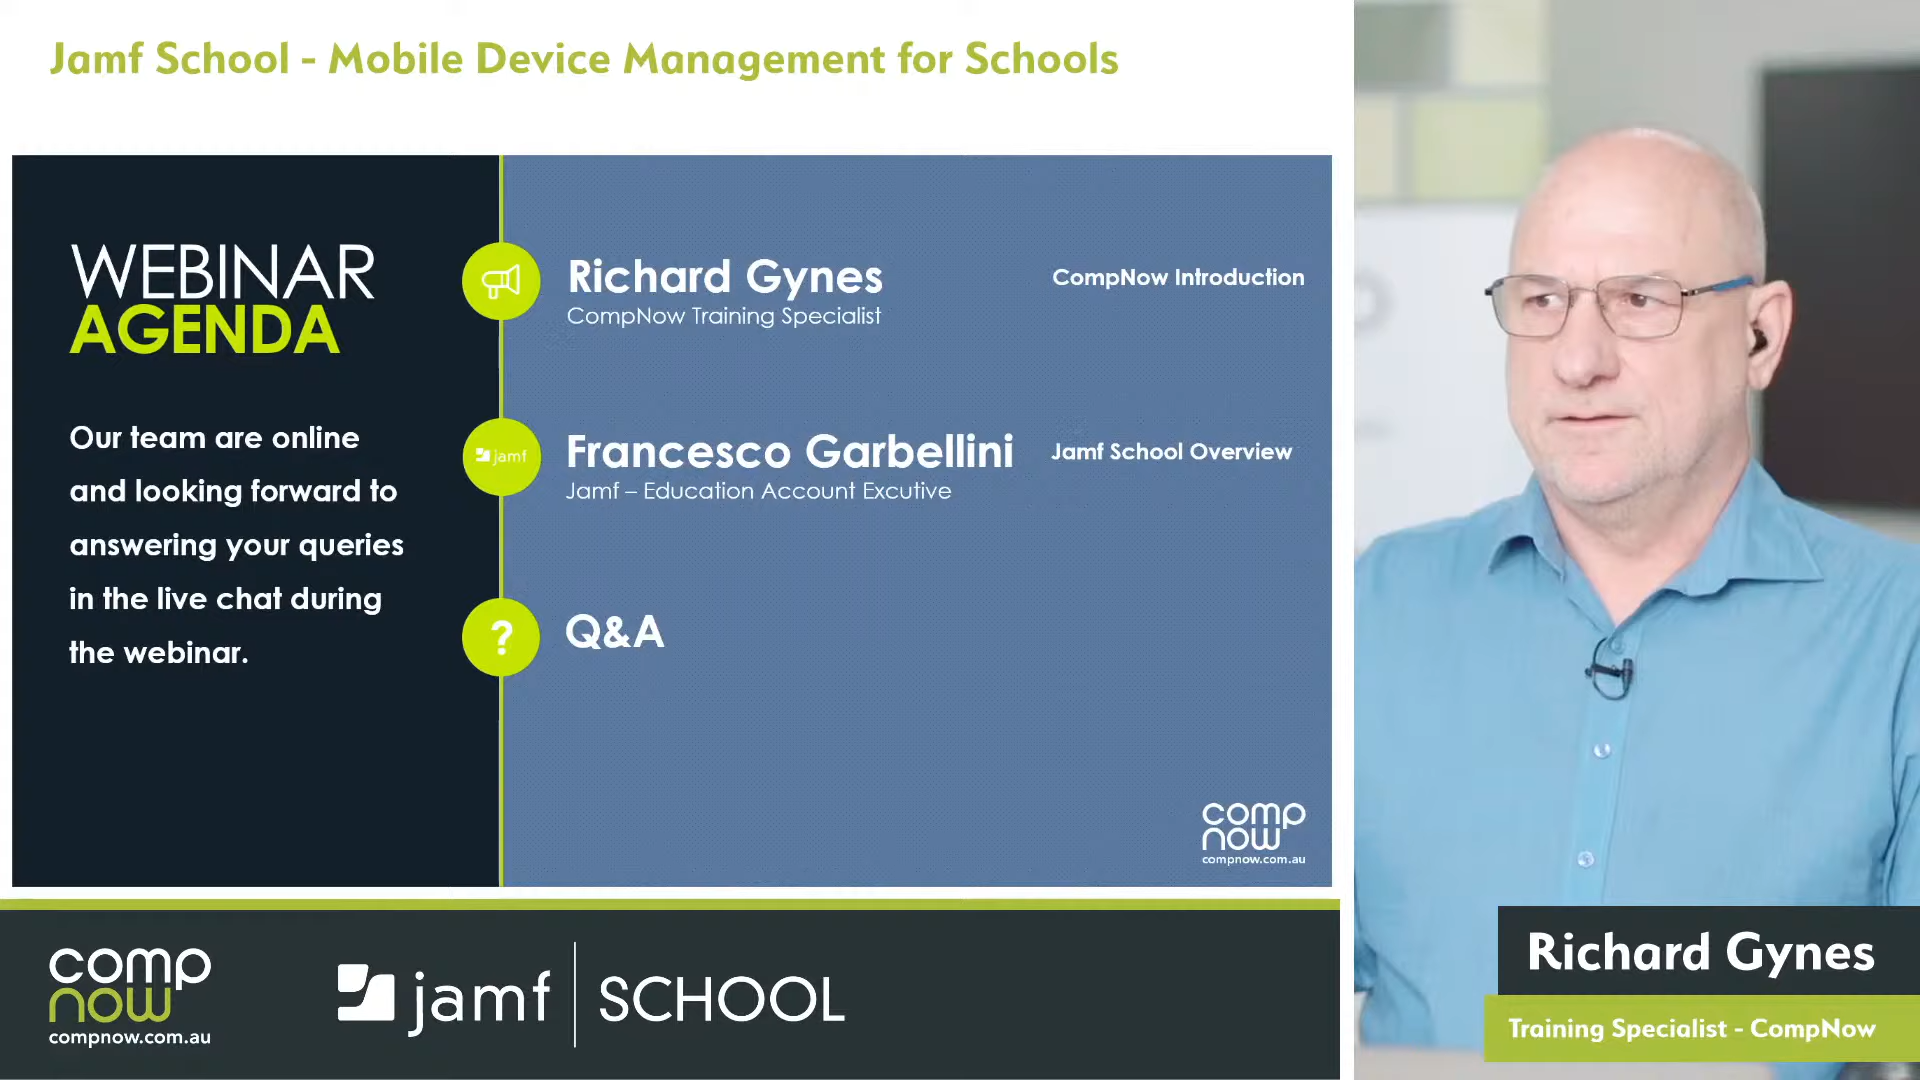 Jamf School - Mobile Device Management for Schools
WEBINAR
AGENDA
Our team are online
and looking forward to
answering your queries
in the live chat during
the webinar.
Richard Gynes
CompNow Training Specialist
CompNow Introduction
jamf
Francesco Garbellini
Jamf – Education Account Excutive
Jamf School Overview
?
Q&A
comp
now
compnow.com.au
comp
now
compnow.com.au
jamf | SCHOOL
Richard Gynes
Training Specialist - CompNow